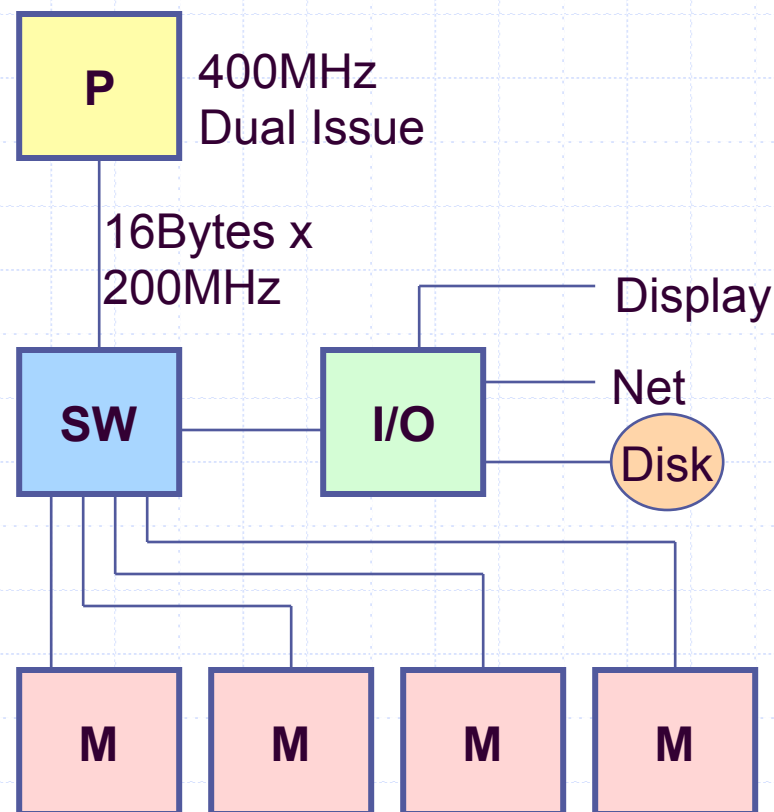 P
400MHz
Dual Issue
16Bytes x
200MHz
Display
SW
I/O
Net
Disk
M
M
M
M